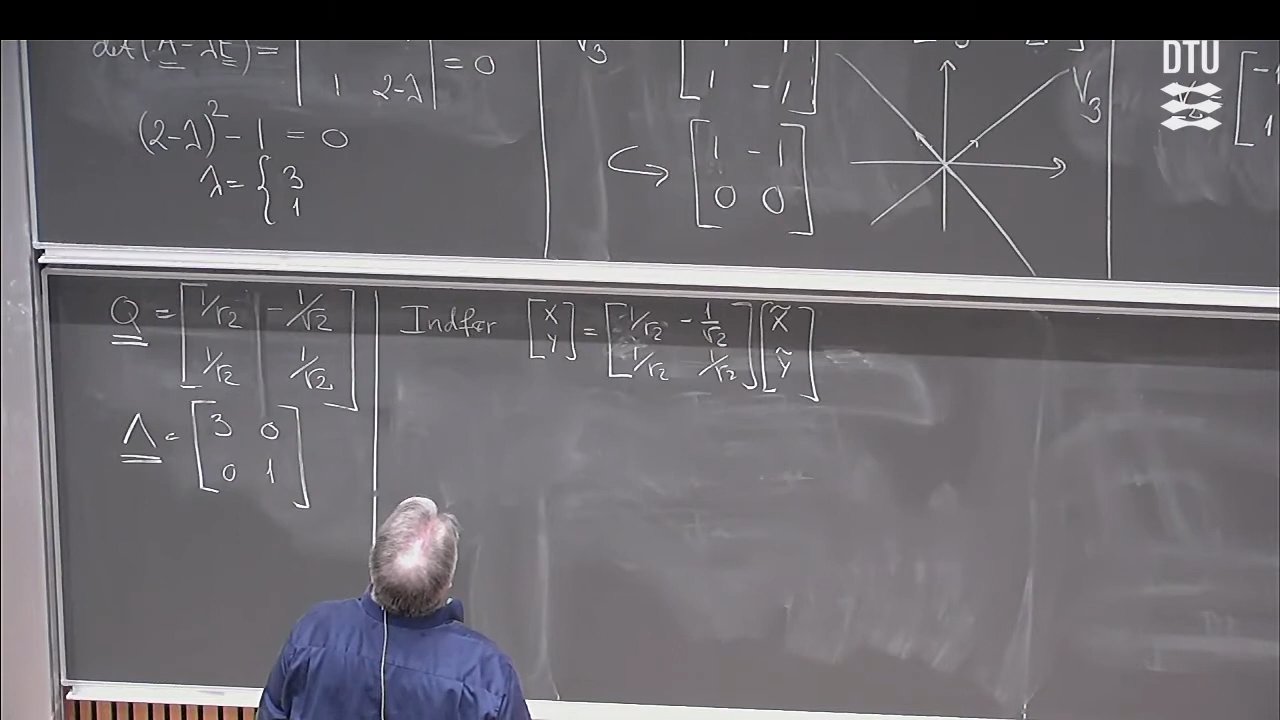 det(A - λE) = | 1 2-λ | = 0
(2-λ)² - 1 = 0
λ = { 3
1
V₃
1 -1
[1 -1
0 0]
V₃
DTU
Q = [1/√2 -1/√2
1/√2 1/√2]
Λ = [3 0
0 1]
Indfør [x y] = [1/√2 -1/√2
1/√2 1/√2] [x̃ ỹ]